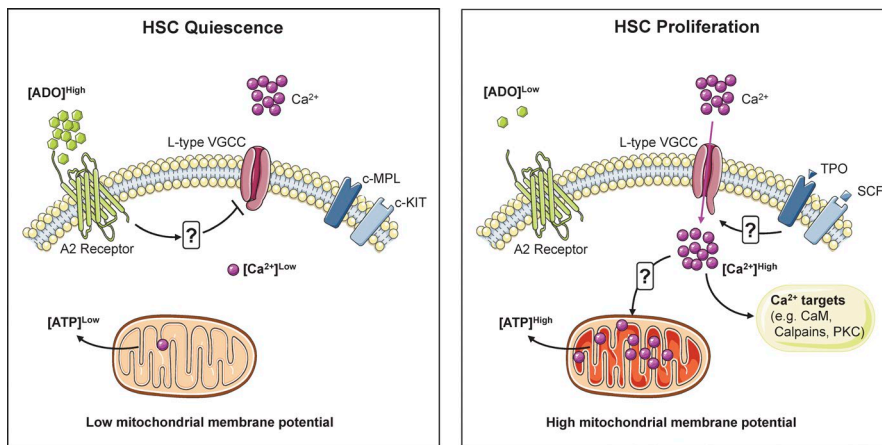 HSC Quiescence
[ADO]High
Ca2+
L-type VGCC
c-MPL
c-KIT
A2 Receptor
?
[Ca2+]Low
[ATP]Low
Low mitochondrial membrane potential
HSC Proliferation
[ADO]Low
Ca2+
L-type VGCC
TPO
SCF
A2 Receptor
?
[Ca2+]High
?
Ca2+ targets
(e.g. CaM,
Calpains, PKC)
[ATP]High
High mitochondrial membrane potential